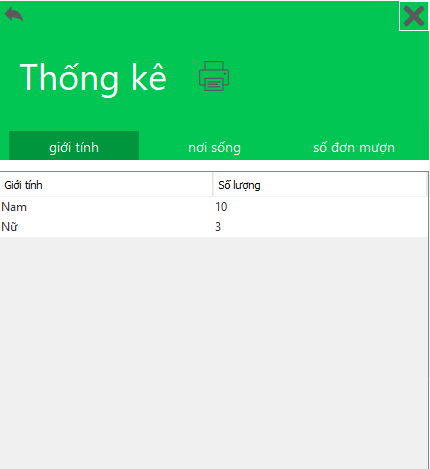 Thống kê
giới tính nơi sống số đơn mượn
Giới tính Số lượng
Nam 10
Nữ 3